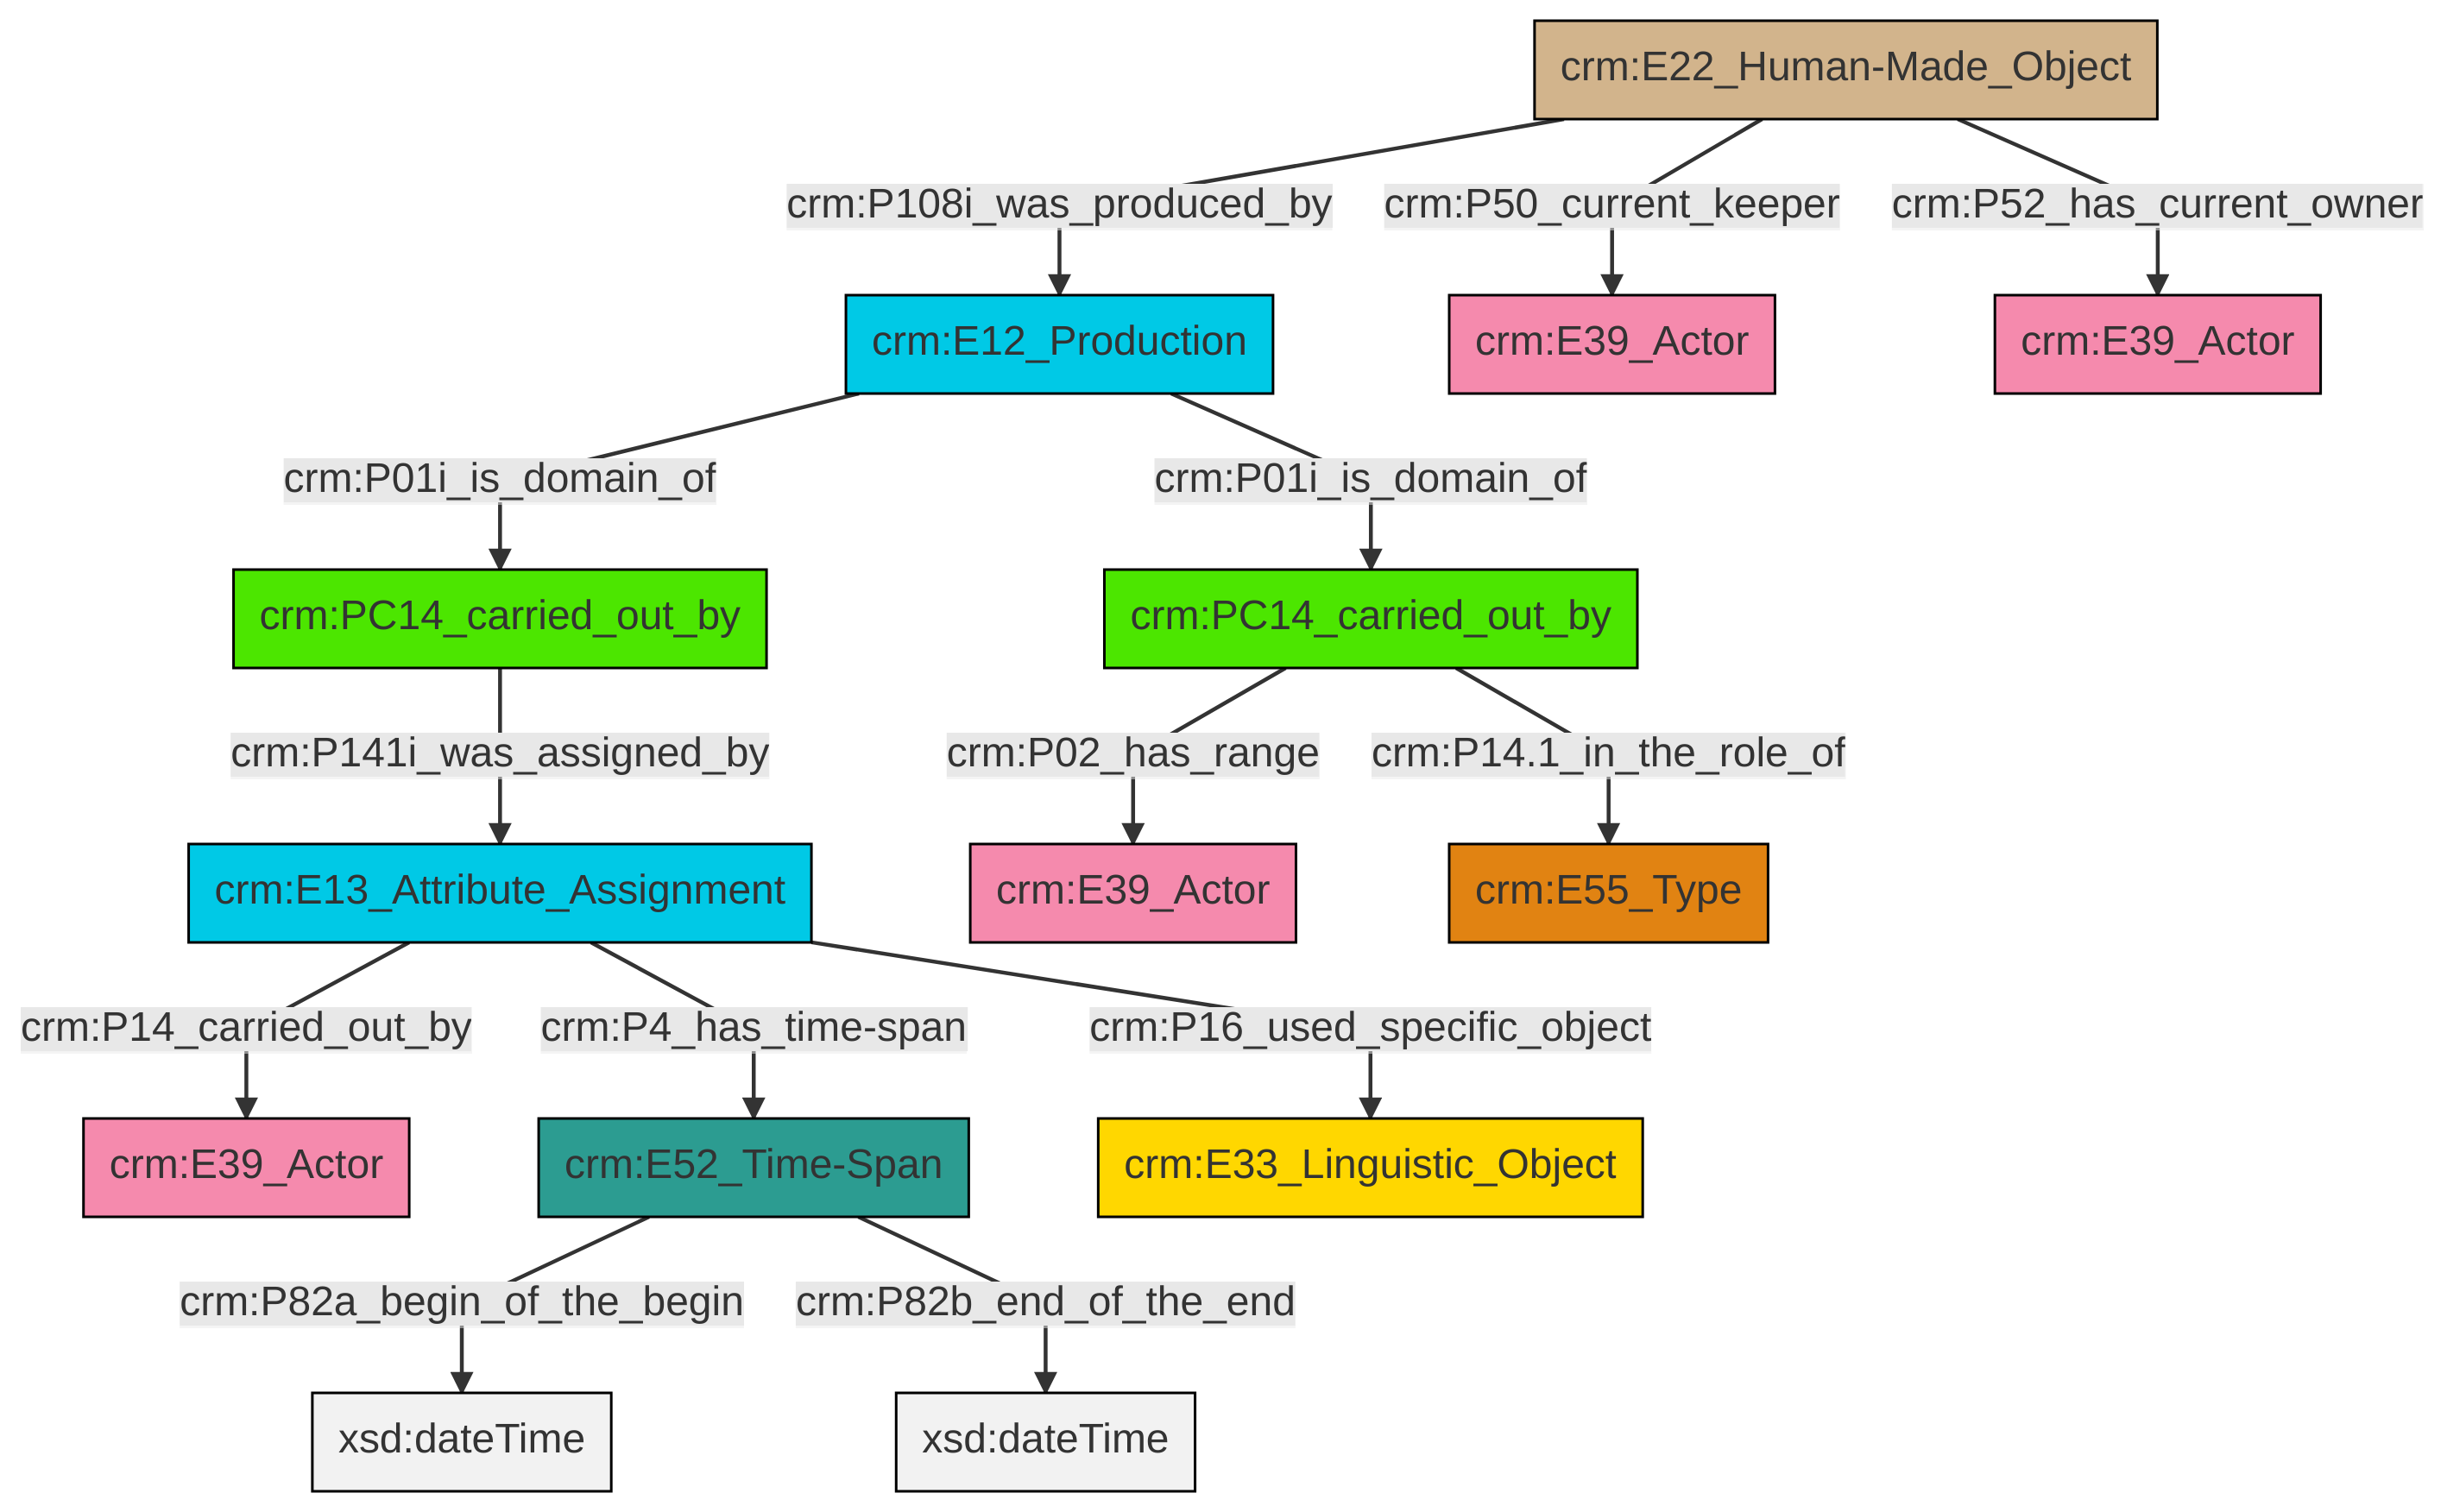 crm:E22_Human-Made_Object
crm:P108i_was_produced_by
crm:P50_current_keeper
crm:P52_has_current_owner
crm:E12_Production
crm:E39_Actor
crm:E39_Actor
crm:P01i_is_domain_of
crm:P01i_is_domain_of
crm:PC14_carried_out_by
crm:PC14_carried_out_by
crm:P141i_was_assigned_by
crm:P02_has_range
crm:P14.1_in_the_role_of
crm:E13_Attribute_Assignment
crm:E39_Actor
crm:E55_Type
crm:P14_carried_out_by
crm:P4_has_time-span
crm:P16_used_specific_object
crm:E39_Actor
crm:E52_Time-Span
crm:E33_Linguistic_Object
crm:P82a_begin_of_the_begin
crm:P82b_end_of_the_end
xsd:dateTime
xsd:dateTime